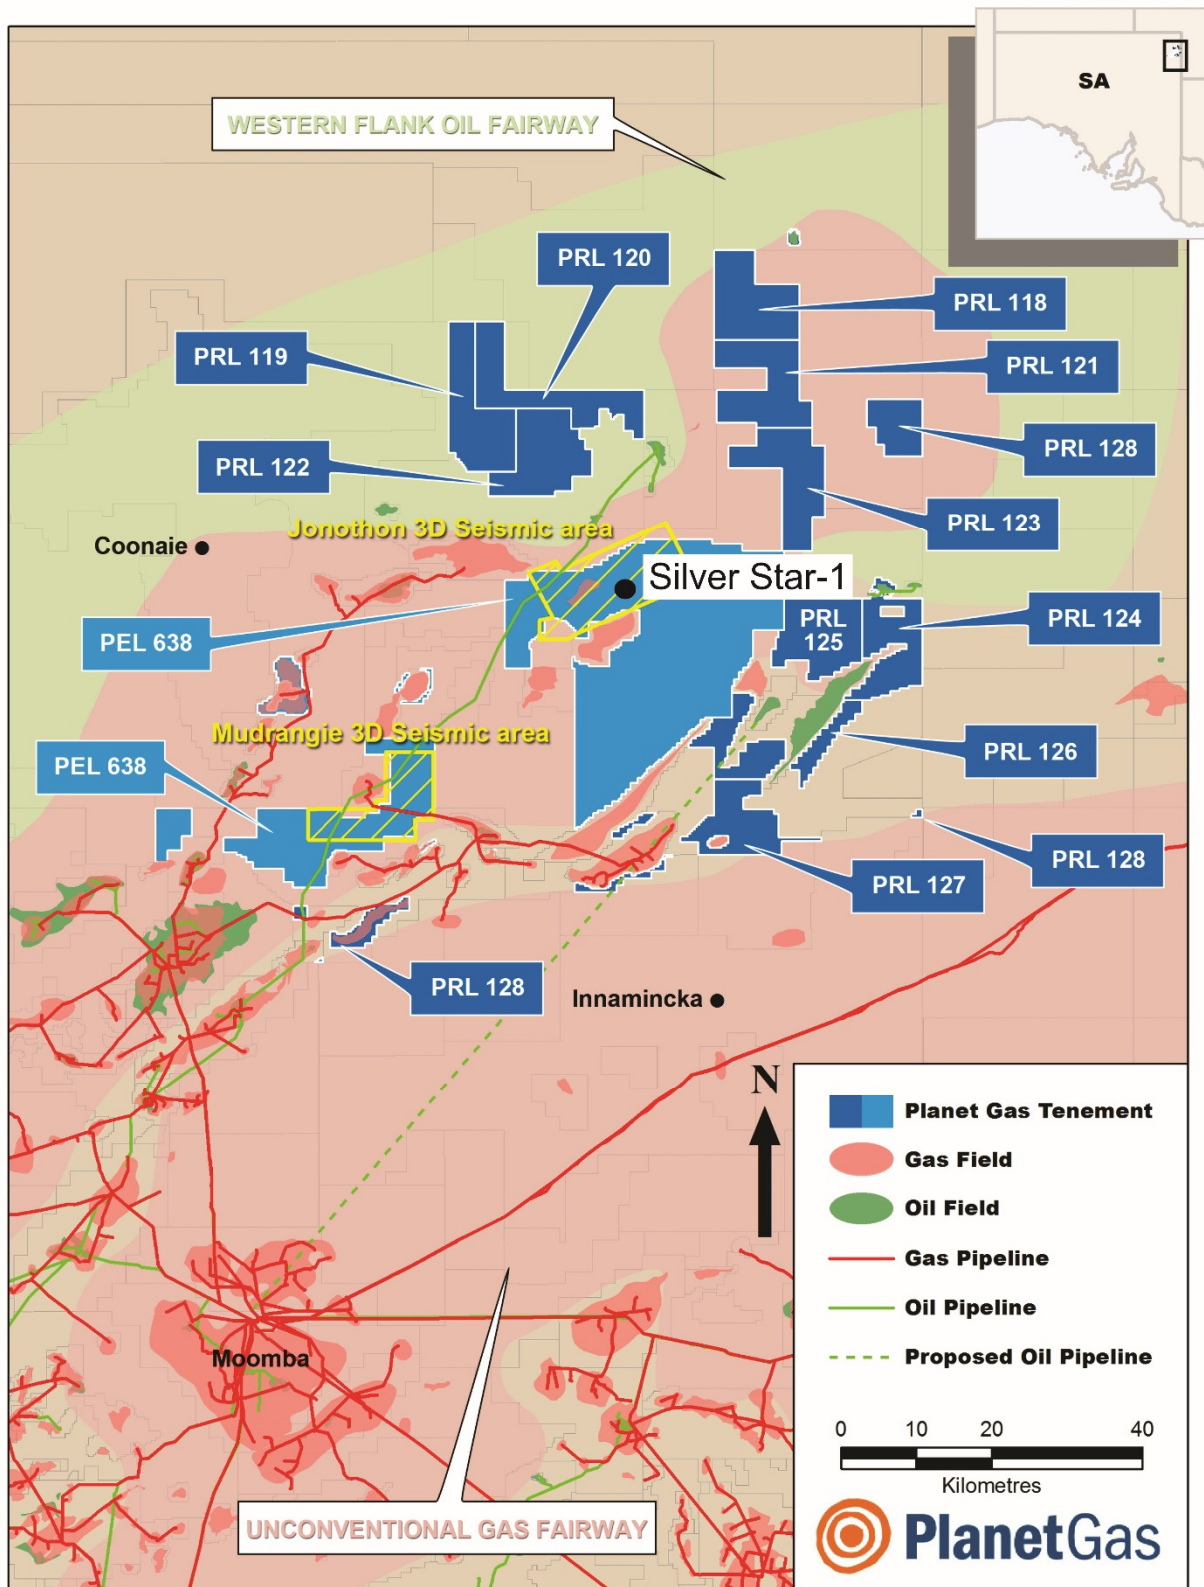 SA
WESTERN FLANK OIL FAIRWAY
PRL 120
PRL 118
PRL 119
PRL 121
PRL 122
PRL 128
PRL 123
Jonothon 3D Seismic area
Coonaie
Silver Star-1
PEL 638
PRL
125
PRL 124
Mudrangie 3D Seismic area
PEL 638
PRL 126
PRL 128
PRL 127
PRL 128
Innamincka
N
Planet Gas Tenement
Gas Field
Oil Field
Gas Pipeline
Oil Pipeline
Proposed Oil Pipeline
Moomba
0 10 20 40
Kilometres
UNCONVENTIONAL GAS FAIRWAY
PlanetGas